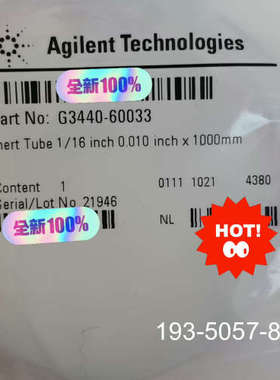 Agilent Technologies
全新100%
art No: G3440-60033
nert Tube 1/16 inch 0.010 inch x 1000mm
Content 1 0111 1021 4380
Serial/Lot No 21946 NL
HOT!
全新100%
193-5057-8